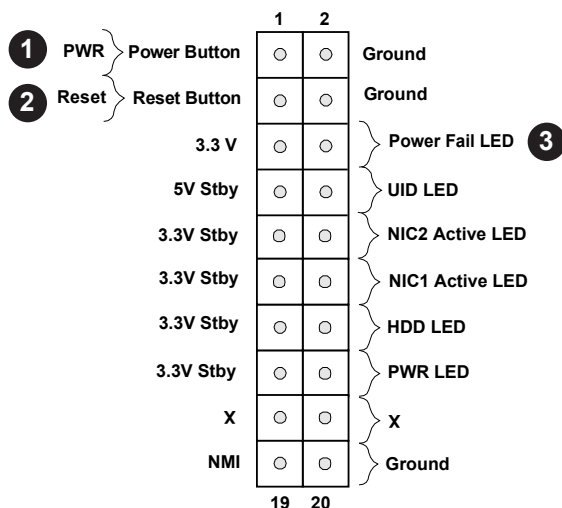 1 2
1 PWR Power Button Ground
2 Reset Reset Button Ground
3.3 V Power Fail LED 3
5V Stby UID LED
3.3V Stby NIC2 Active LED
3.3V Stby NIC1 Active LED
3.3V Stby HDD LED
3.3V Stby PWR LED
X X
NMI Ground
19 20